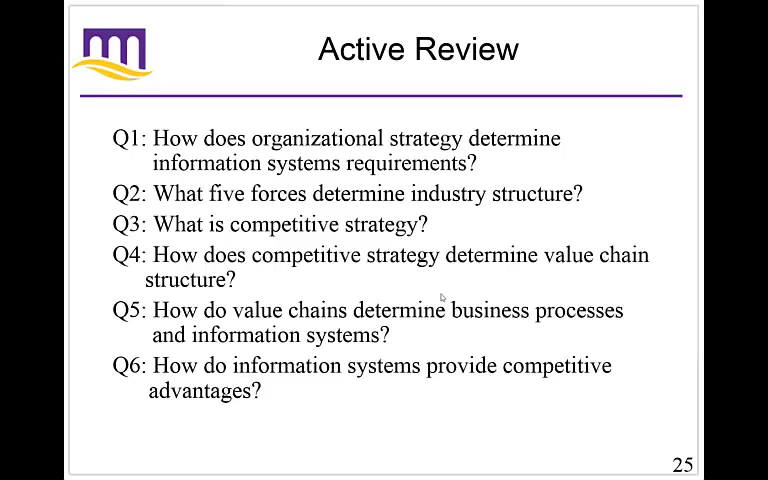 Active Review
Q1: How does organizational strategy determine
information systems requirements?
Q2: What five forces determine industry structure?
Q3: What is competitive strategy?
Q4: How does competitive strategy determine value chain
structure?
Q5: How do value chains determine business processes
and information systems?
Q6: How do information systems provide competitive
advantages?
25